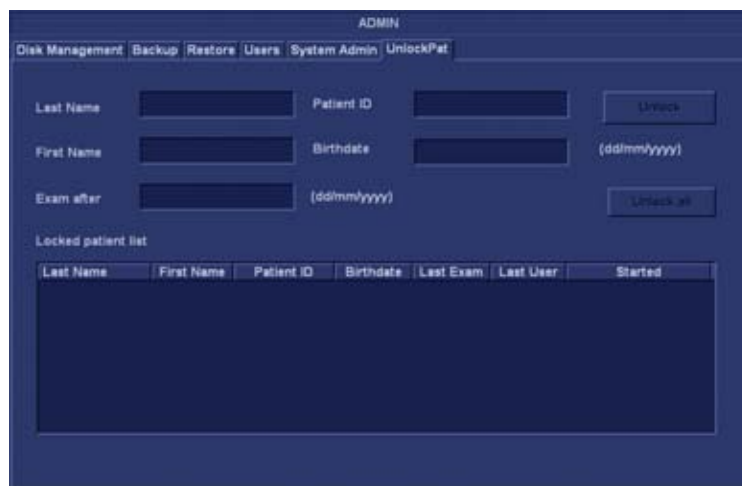 ADMIN
Disk Management Backup Restore Users System Admin UnlockPat
Last Name Patient ID Unlock
First Name Birthdate (dd/mm/yyyy)
Exam after (dd/mm/yyyy) Unlock all
Locked patient list
Last Name First Name Patient ID Birthdate Last Exam Last User Started